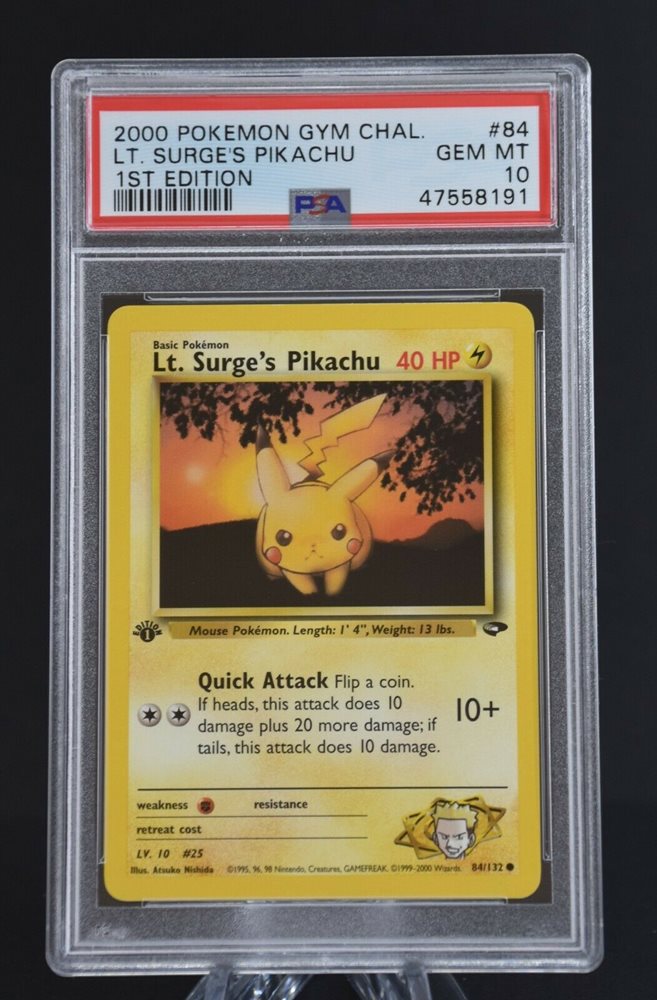 2000 POKEMON GYM CHAL. #84
LT. SURGE'S PIKACHU GEM MT
1ST EDITION 10
PSA 47558191
Basic Pokémon
Lt. Surge's Pikachu 40 HP
EDITION 1
Mouse Pokémon. Length: 1' 4", Weight: 13 lbs.
Quick Attack Flip a coin.
If heads, this attack does 10
damage plus 20 more damage; if
tails, this attack does 10 damage.
10+
weakness resistance
retreat cost
LV. 10 #25
Illus. Atsuko Nishida ©1995, 96, 98 Nintendo, Creatures, GAMEFREAK. ©1999-2000 Wizards. 84/132